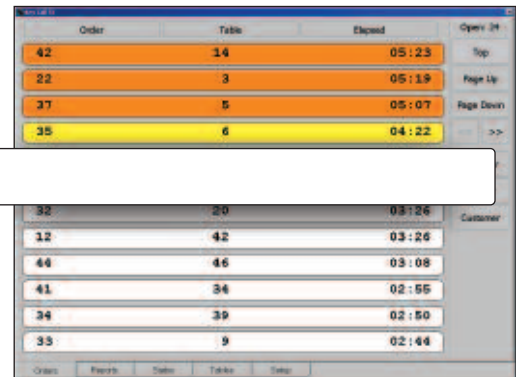 Order Table Elapsed Open: 24
42 14 05:23 Top
22 3 05:19 Page Up
37 5 05:07 Page Down
35 6 04:22 >>
32 20 03:26 Customer
12 42 03:26
44 46 03:08
41 34 02:55
34 39 02:50
33 9 02:44
Orders Reports Status Tables Setup